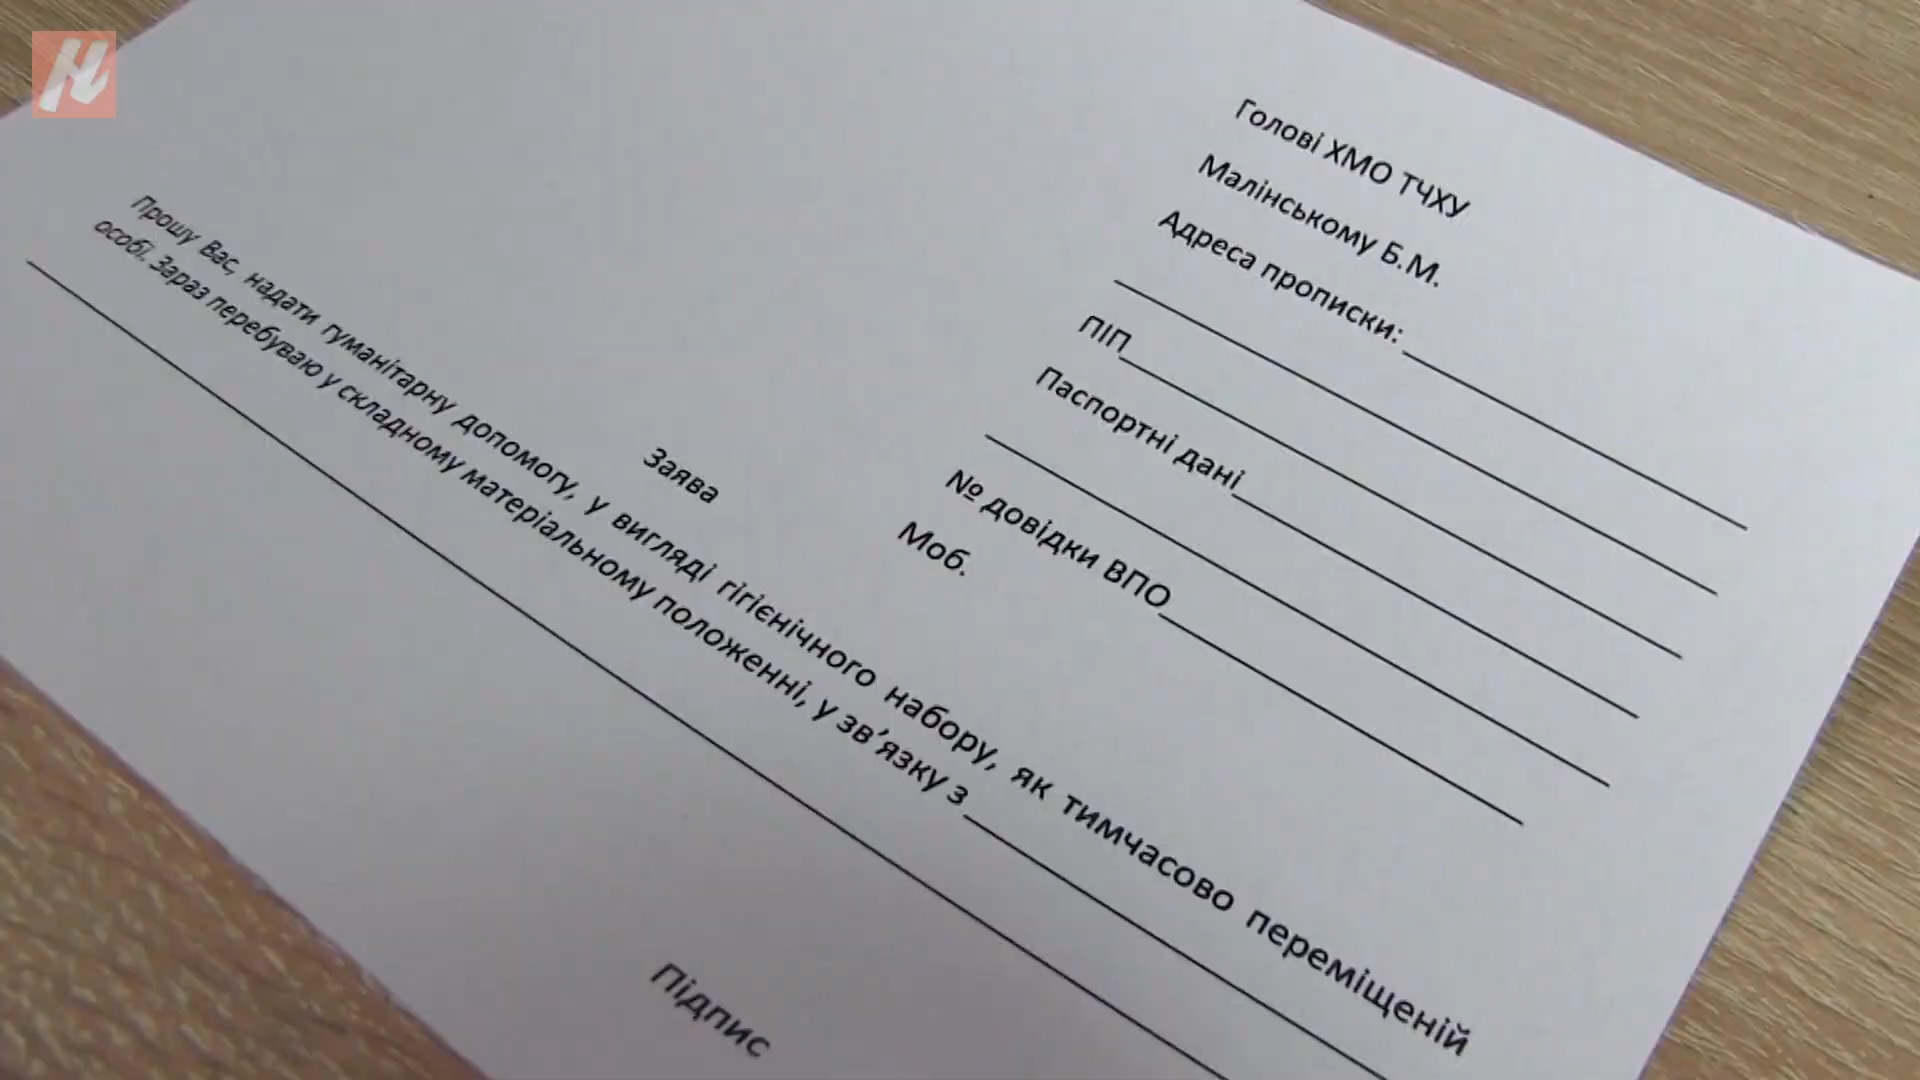 Голові ХМО ТЧХУ
Малінському Б.М.
Адреса прописки:
ПІП
Паспортні дані
№ довідки ВПО
Моб.
Заява
Прошу Вас, надати гуманітарну допомогу, у вигляді гігієнічного набору, як тимчасово переміщеній
особі. Зараз перебуваю у складному матеріальному положенні, у зв’язку з
Підпис